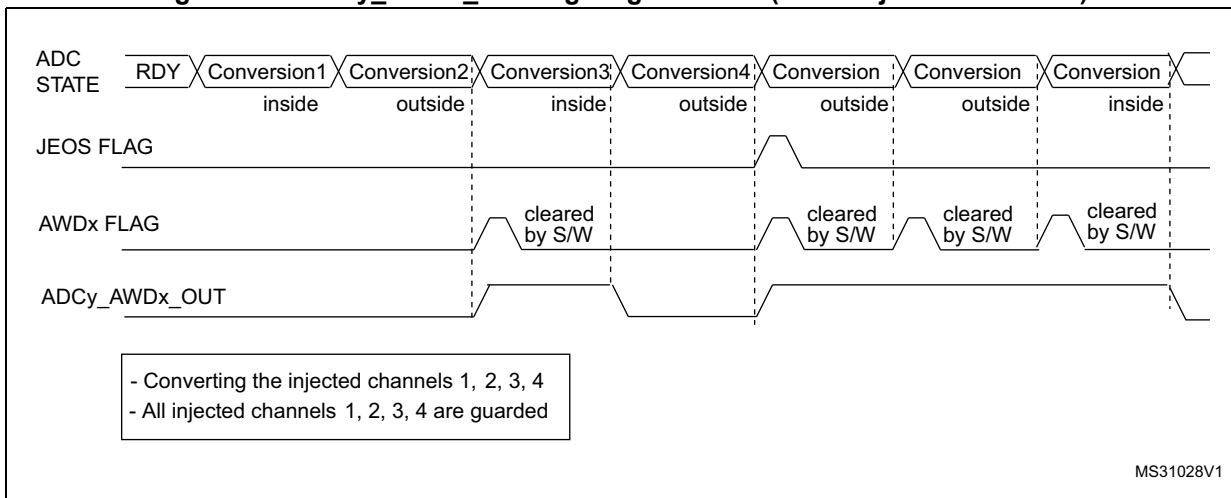 ADC
STATE
RDY Conversion1 Conversion2 Conversion3 Conversion4 Conversion Conversion Conversion
inside outside inside outside outside outside inside
JEOS FLAG
AWDx FLAG
cleared
by S/W
cleared
by S/W
cleared
by S/W
cleared
by S/W
ADCy_AWDx_OUT
- Converting the injected channels 1, 2, 3, 4
- All injected channels 1, 2, 3, 4 are guarded
MS31028V1